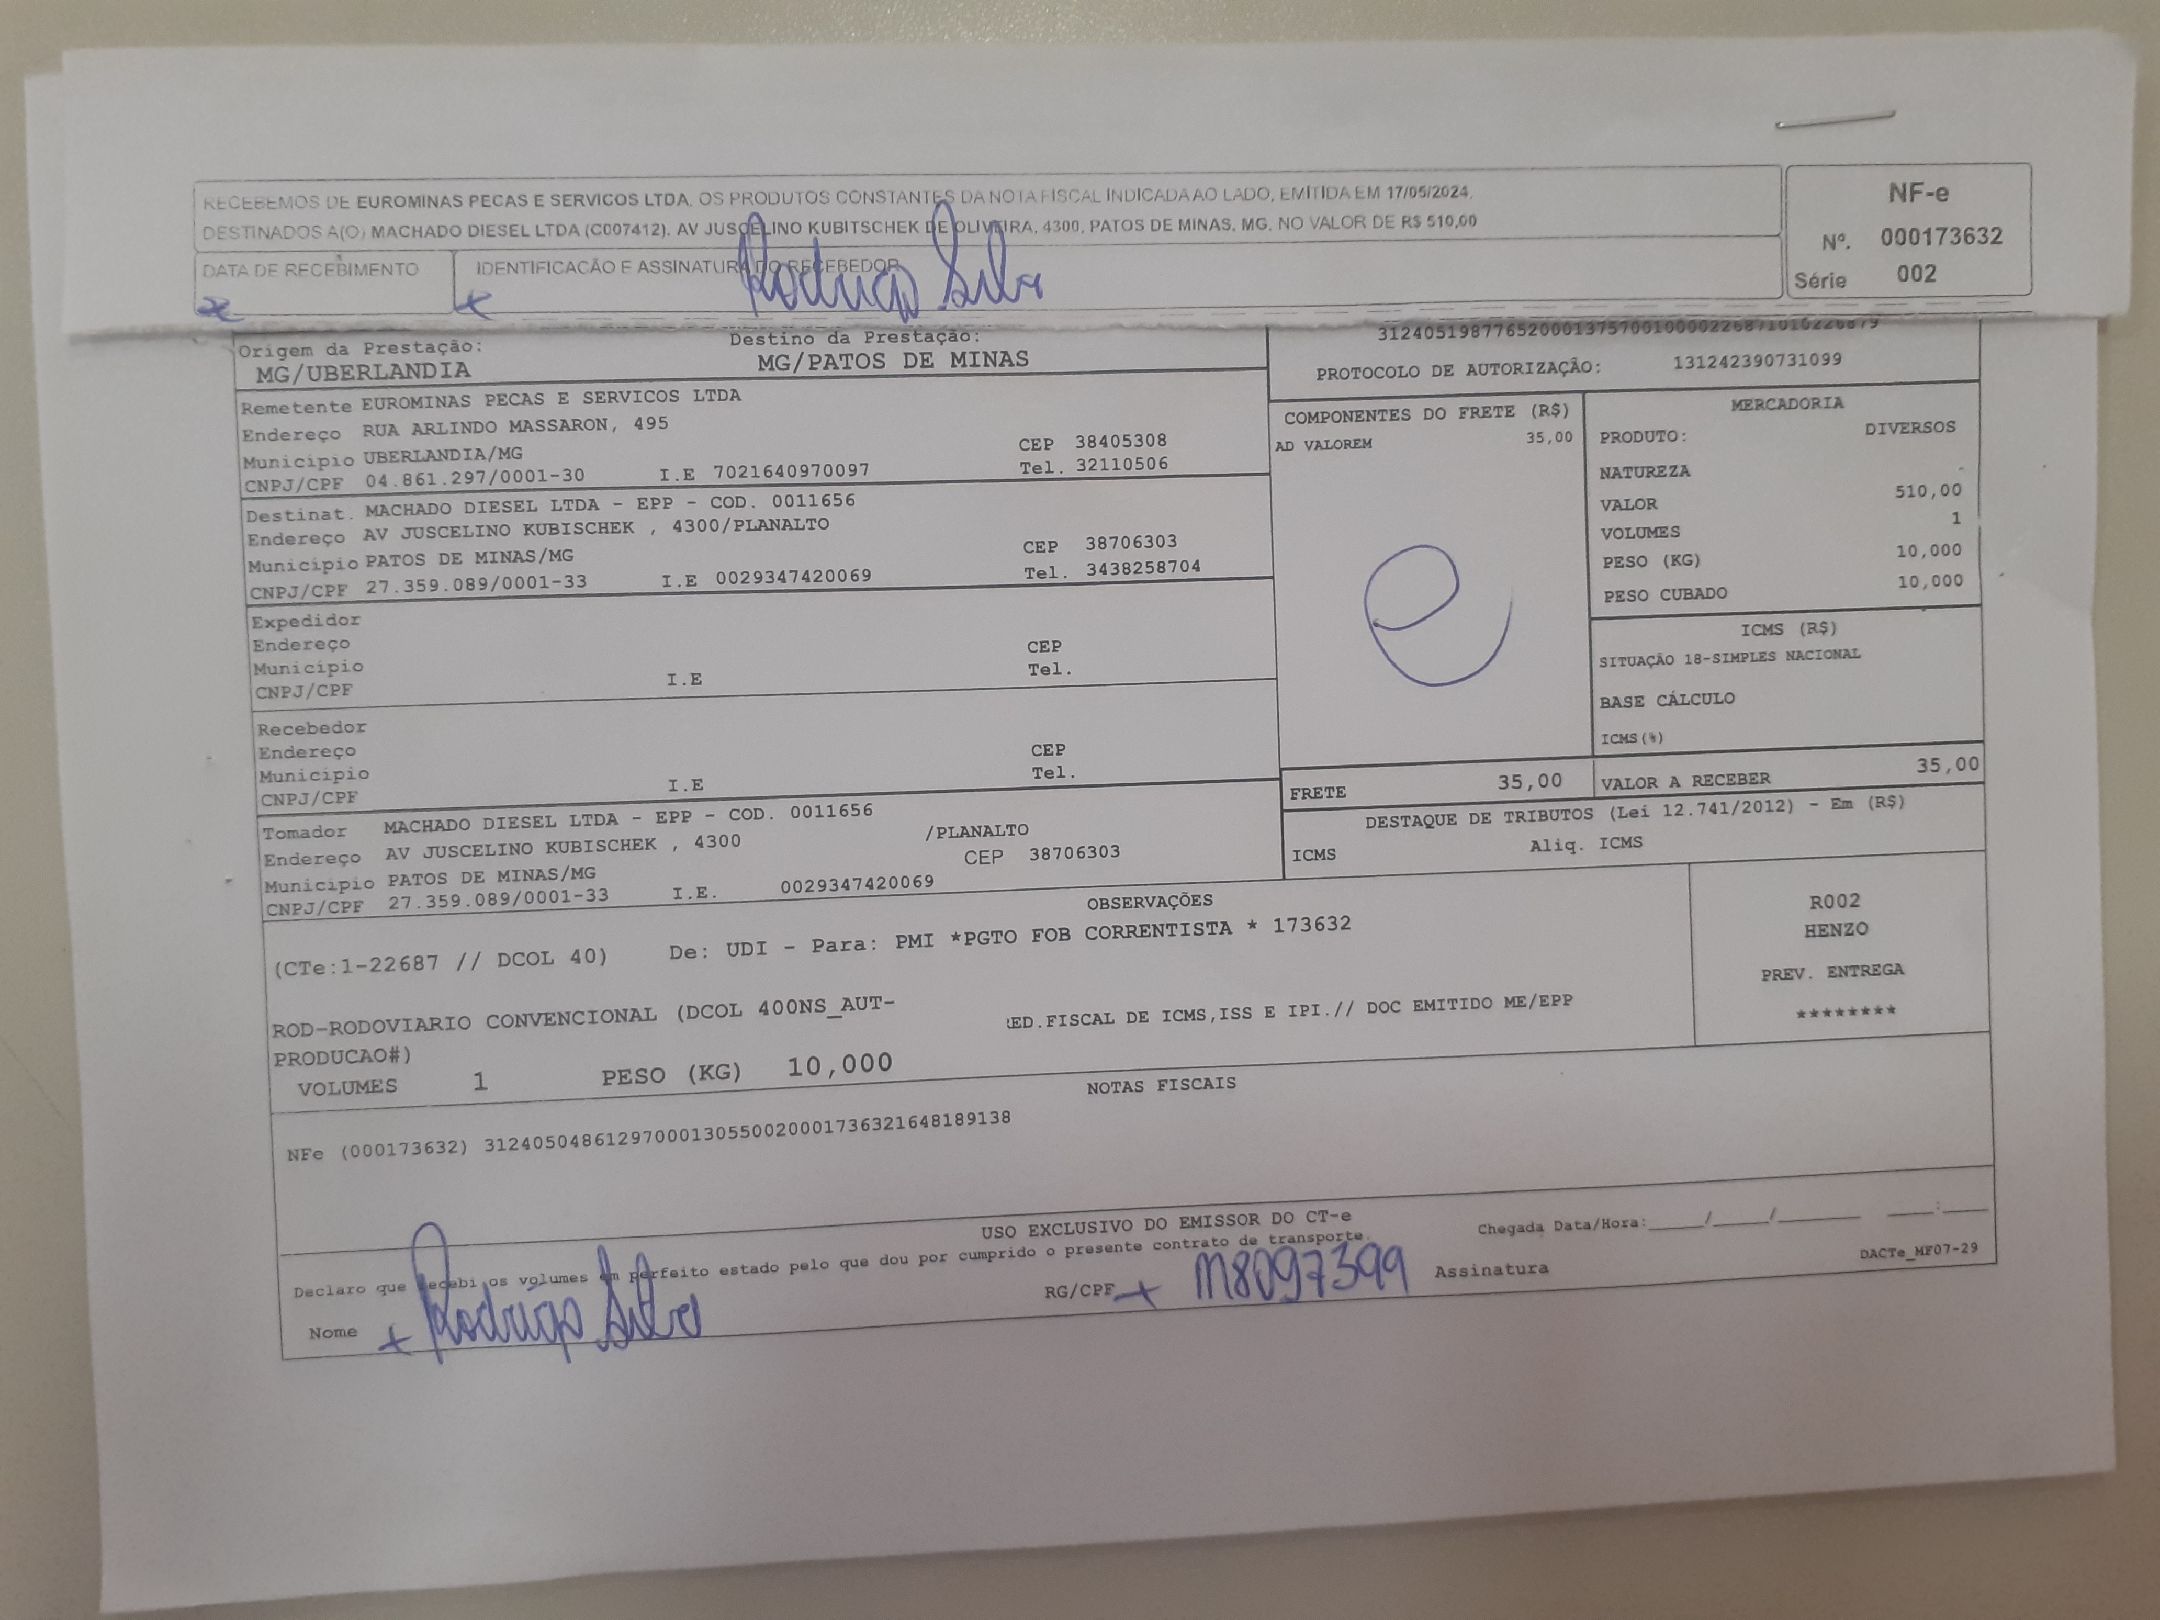 RECEBEMOS DE EUROMINAS PECAS E SERVICOS LTDA, OS PRODUTOS CONSTANTES DA NOTA FISCAL INDICADA AO LADO, EMITIDA EM 17/05/2024,
DESTINADOS A(O) MACHADO DIESEL LTDA (C007412), AV JUSCELINO KUBITSCHEK DE OLIVEIRA, 4300, PATOS DE MINAS, MG, NO VALOR DE R$ 510,00
DATA DE RECEBIMENTO IDENTIFICACÃO E ASSINATURA DO RECEBEDOR
Rodrigo Silva
NF-e
Nº. 000173632
Série 002
Origem da Prestação: Destino da Prestação:
MG/UBERLANDIA MG/PATOS DE MINAS
Remetente EUROMINAS PECAS E SERVICOS LTDA
Endereço RUA ARLINDO MASSARON, 495
Município UBERLANDIA/MG CEP 38405308
CNPJ/CPF 04.861.297/0001-30 I.E 7021640970097 Tel. 32110506
Destinat. MACHADO DIESEL LTDA - EPP - COD. 0011656
Endereço AV JUSCELINO KUBISCHEK , 4300/PLANALTO
Município PATOS DE MINAS/MG CEP 38706303
CNPJ/CPF 27.359.089/0001-33 I.E 0029347420069 Tel. 3438258704
Expedidor
Endereço
Município CEP
CNPJ/CPF I.E Tel.
Recebedor
Endereço
Município CEP
CNPJ/CPF I.E Tel.
Tomador MACHADO DIESEL LTDA - EPP - COD. 0011656
Endereço AV JUSCELINO KUBISCHEK , 4300 /PLANALTO
Município PATOS DE MINAS/MG CEP 38706303
CNPJ/CPF 27.359.089/0001-33 I.E. 0029347420069
PROTOCOLO DE AUTORIZAÇÃO: 131242390731099
COMPONENTES DO FRETE (R$)
AD VALOREM 35,00
MERCADORIA
PRODUTO: DIVERSOS
NATUREZA
VALOR 510,00
VOLUMES 1
PESO (KG) 10,000
PESO CUBADO 10,000
ICMS (R$)
SITUAÇÃO 18-SIMPLES NACIONAL
BASE CÁLCULO
ICMS(%)
FRETE 35,00 VALOR A RECEBER 35,00
DESTAQUE DE TRIBUTOS (Lei 12.741/2012) - Em (R$)
ICMS Aliq. ICMS
OBSERVAÇÕES
(CTe:1-22687 // DCOL 40) De: UDI - Para: PMI *PGTO FOB CORRENTISTA * 173632
ROD-RODOVIARIO CONVENCIONAL (DCOL 400NS_AUT- ED.FISCAL DE ICMS,ISS E IPI.// DOC EMITIDO ME/EPP
PRODUCAO#)
VOLUMES 1 PESO (KG) 10,000
R002
HENZO
PREV. ENTREGA
********
NOTAS FISCAIS
NFe (000173632) 31240504861297000130550020001736321648189138
USO EXCLUSIVO DO EMISSOR DO CT-e
Declaro que recebi os volumes em perfeito estado pelo que dou por cumprido o presente contrato de transporte. Chegada Data/Hora:_____/_____/________ ____:____
Nome Rodrigo Silva RG/CPF M8097399 Assinatura
DACTe_MF07-29